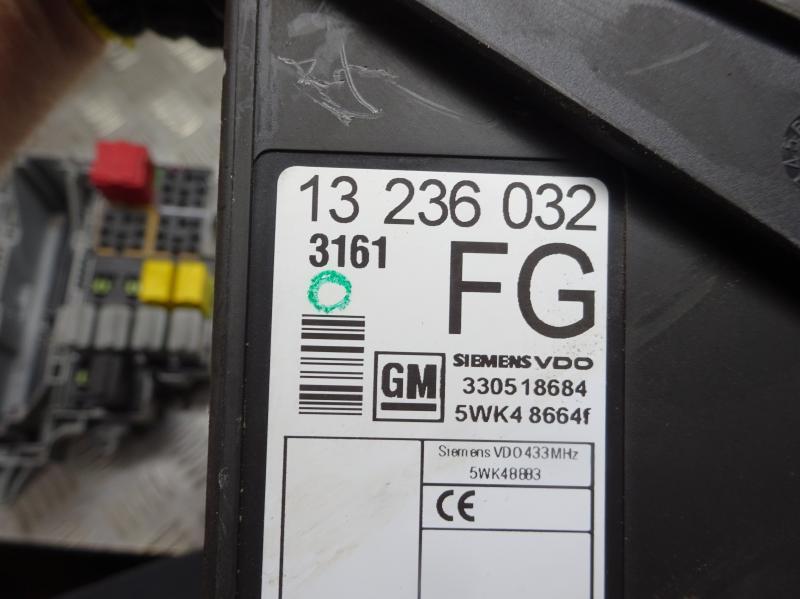 13 236 032
3161
FG
GM
SIEMENS VDO
330518684
5WK4 8664f
Siemens VDO 433MHz
5WK48883
CE